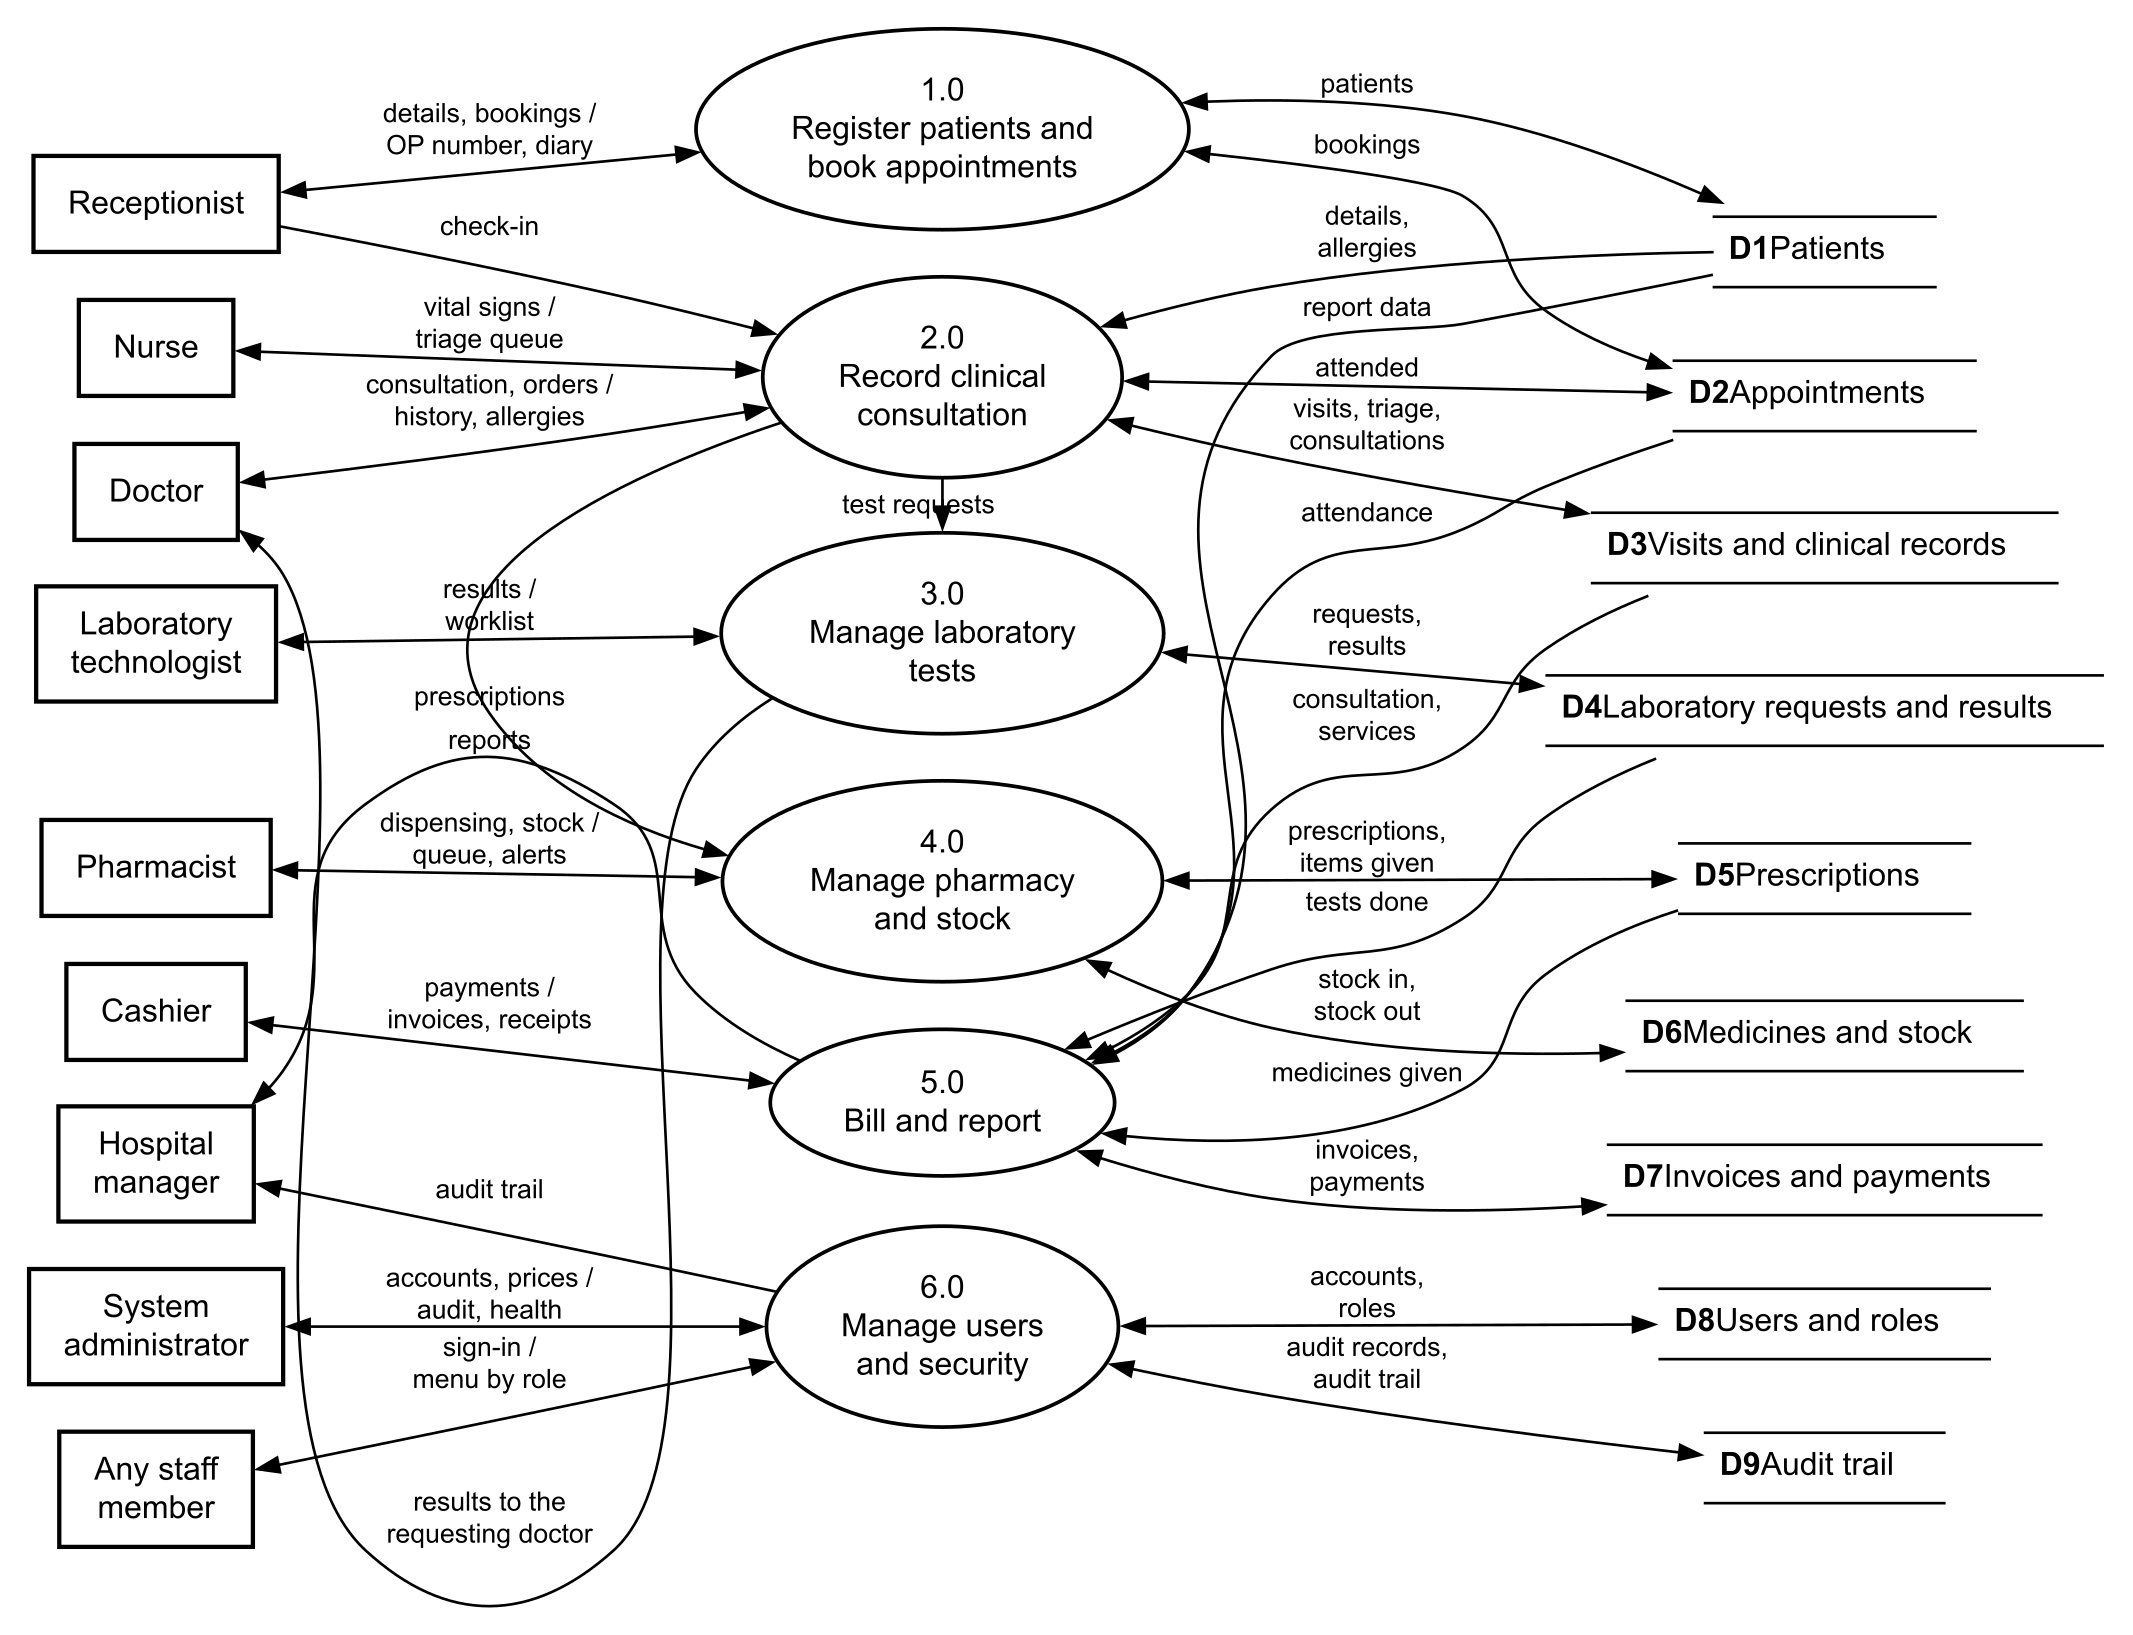 1.0
Register patients and
book appointments
details, bookings /
OP number, diary
patients
bookings
Receptionist
check-in
details,
allergies
D1Patients
Nurse
vital signs /
triage queue
2.0
Record clinical
consultation
report data
attended
D2Appointments
consultation, orders /
history, allergies
visits, triage,
consultations
Doctor
test requests
attendance
D3Visits and clinical records
Laboratory
technologist
results /
worklist
3.0
Manage laboratory
tests
requests,
results
prescriptions
reports
consultation,
services
D4Laboratory requests and results
Pharmacist
dispensing, stock /
queue, alerts
4.0
Manage pharmacy
and stock
prescriptions,
items given
tests done
D5Prescriptions
Cashier
payments /
invoices, receipts
stock in,
stock out
D6Medicines and stock
5.0
Bill and report
medicines given
Hospital
manager
audit trail
invoices,
payments
D7Invoices and payments
System
administrator
accounts, prices /
audit, health
sign-in /
menu by role
6.0
Manage users
and security
accounts,
roles
D8Users and roles
audit records,
audit trail
Any staff
member
results to the
requesting doctor
D9Audit trail